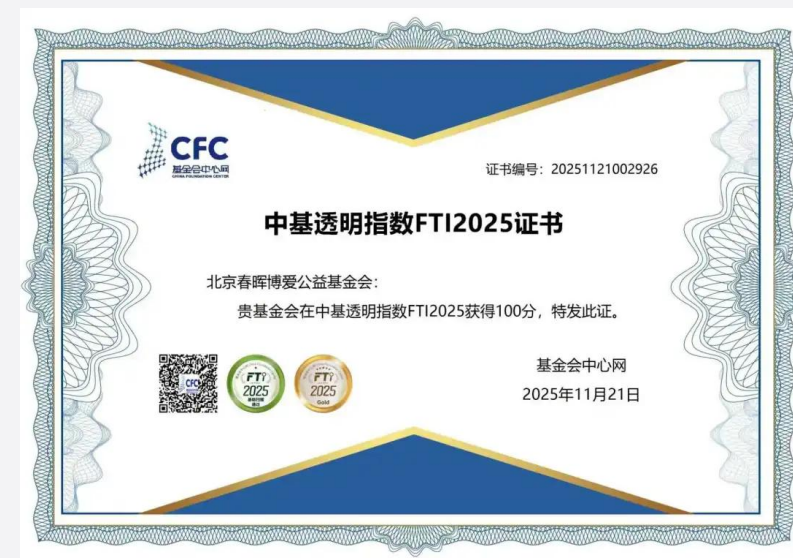 CFC
基金会中心网
CHINA FOUNDATION CENTER
证书编号：20251121002926
中基透明指数FTI2025证书
北京春晖博爱公益基金会：
贵基金会在中基透明指数FTI2025获得100分，特发此证。
CFC
FTI
2025
FTI
2025
Gold
基金会中心网
2025年11月21日